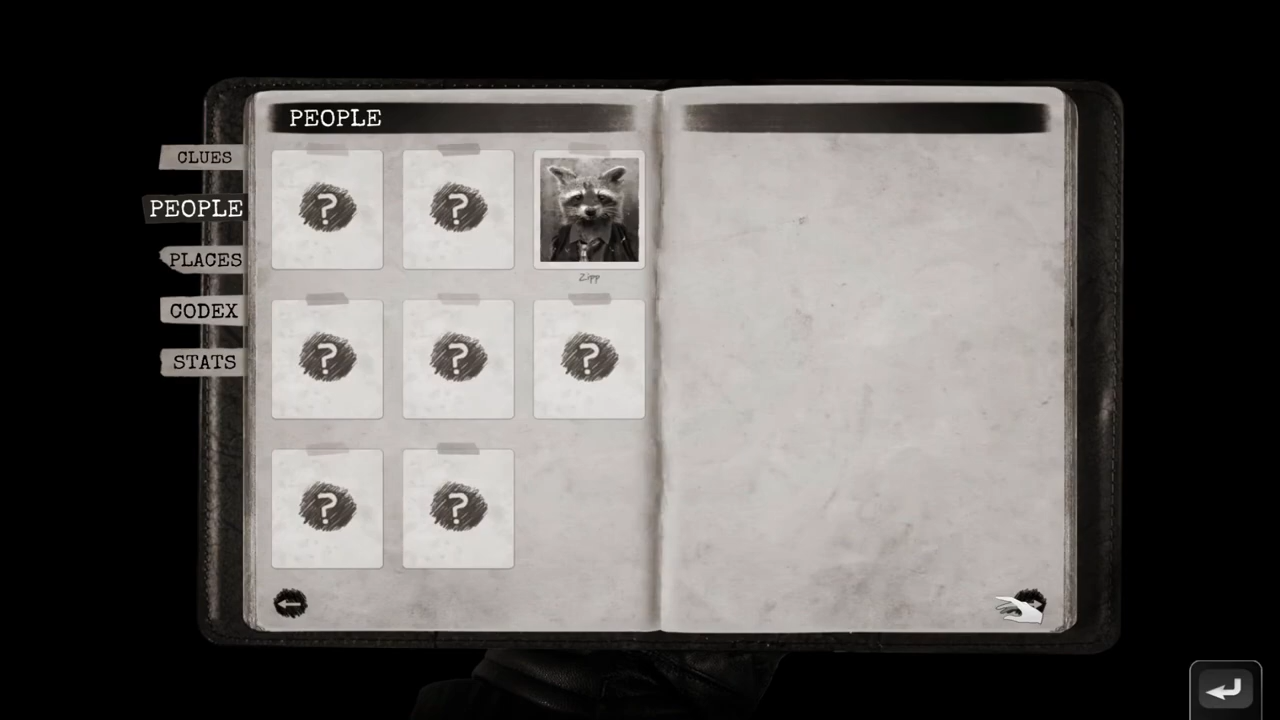 PEOPLE
CLUES
PEOPLE
PLACES
CODEX
STATS
?
?
Zipp
?
?
?
?
?